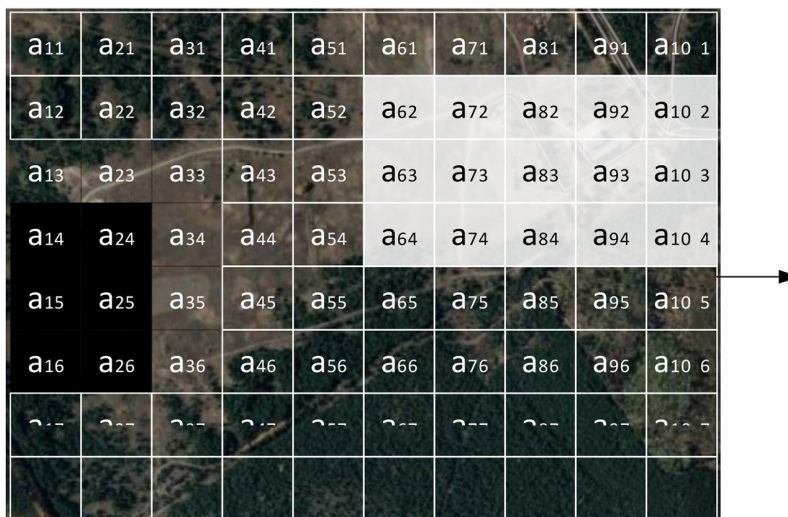 a11 a21 a31 a41 a51 a61 a71 a81 a91 a10 1
a12 a22 a32 a42 a52 a62 a72 a82 a92 a10 2
a13 a23 a33 a43 a53 a63 a73 a83 a93 a10 3
a14 a24 a34 a44 a54 a64 a74 a84 a94 a10 4
a15 a25 a35 a45 a55 a65 a75 a85 a95 a10 5
a16 a26 a36 a46 a56 a66 a76 a86 a96 a10 6